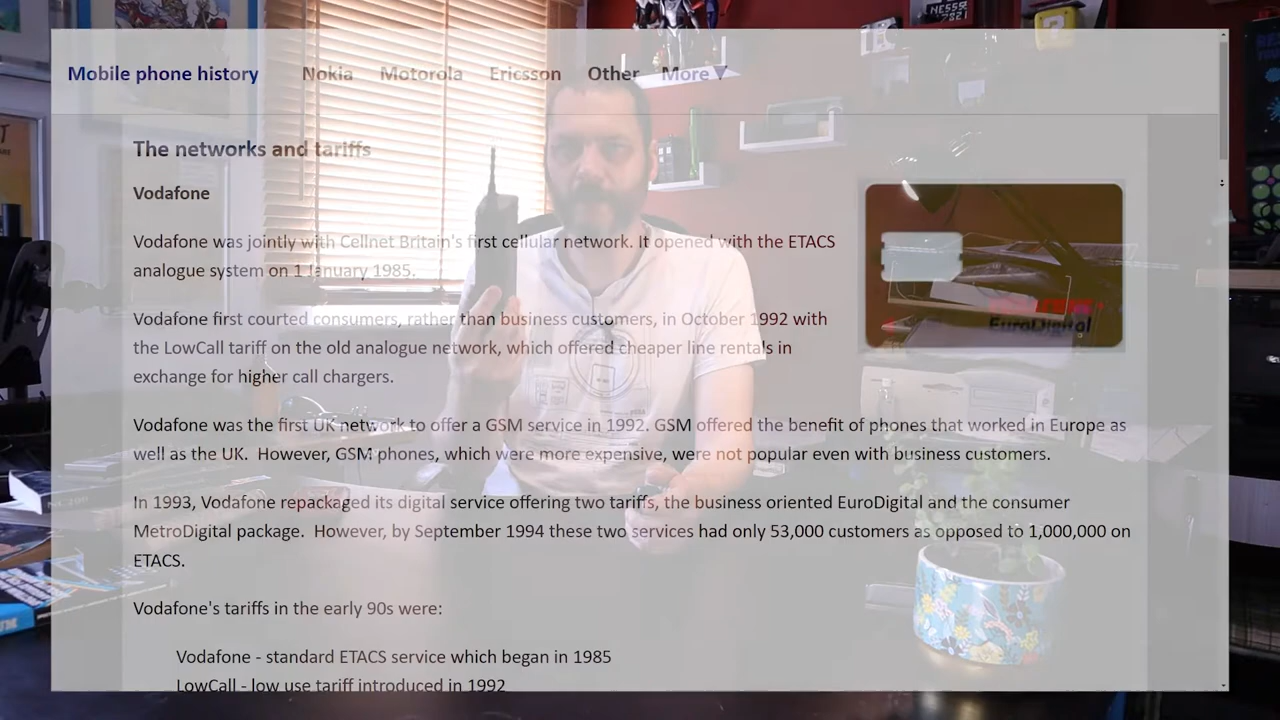 Mobile phone history Nokia Motorola Ericsson Other More ▼
The networks and tariffs
Vodafone
Vodafone was jointly with Cellnet Britain's first cellular network. It opened with the ETACS
analogue system on 1 January 1985.
Vodafone first courted consumers, rather than business customers, in October 1992 with
the LowCall tariff on the old analogue network, which offered cheaper line rentals in
exchange for higher call chargers.
EuroDigital
Vodafone was the first UK network to offer a GSM service in 1992. GSM offered the benefit of phones that worked in Europe as
well as the UK. However, GSM phones, which were more expensive, were not popular even with business customers.
In 1993, Vodafone repackaged its digital service offering two tariffs, the business oriented EuroDigital and the consumer
MetroDigital package. However, by September 1994 these two services had only 53,000 customers as opposed to 1,000,000 on
ETACS.
Vodafone's tariffs in the early 90s were:
Vodafone - standard ETACS service which began in 1985
LowCall - low use tariff introduced in 1992